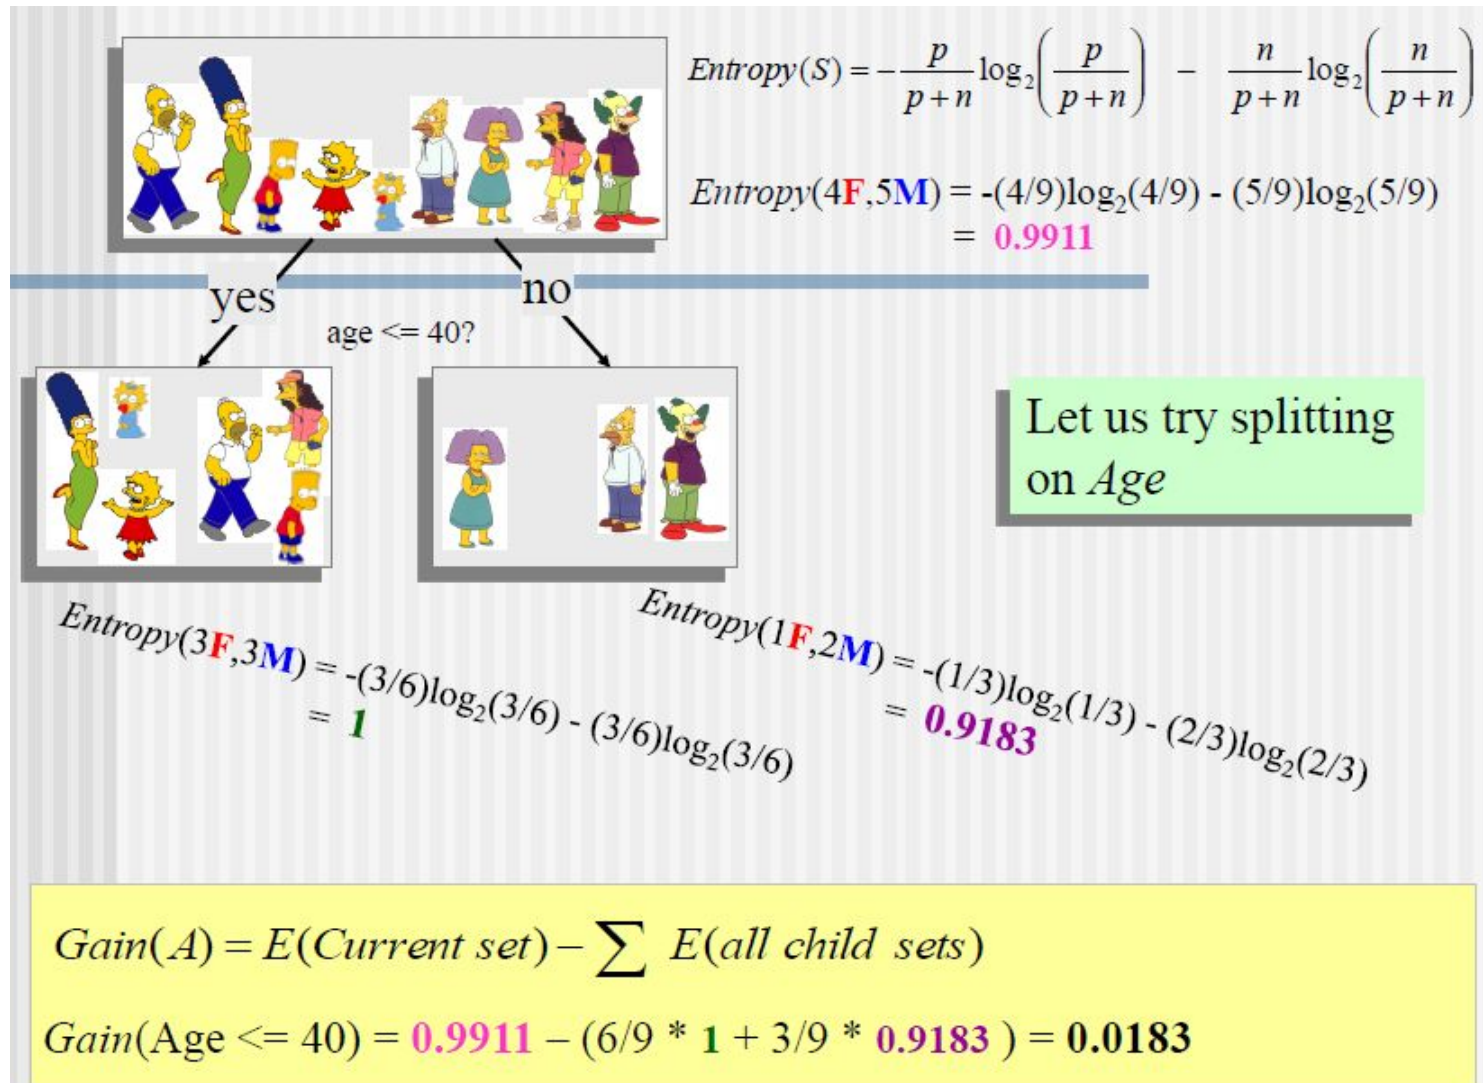 Entropy(S) = −p/(p+n) log₂(p/(p+n)) − n/(p+n) log₂(n/(p+n))
Entropy(4F,5M) = -(4/9)log₂(4/9) - (5/9)log₂(5/9)
= 0.9911
yes
no
age <= 40?
Let us try splitting
on Age
Entropy(3F,3M) = -(3/6)log₂(3/6) - (3/6)log₂(3/6)
= 1
Entropy(1F,2M) = -(1/3)log₂(1/3) - (2/3)log₂(2/3)
= 0.9183
Gain(A) = E(Current set) − ∑ E(all child sets)
Gain(Age <= 40) = 0.9911 – (6/9 * 1 + 3/9 * 0.9183 ) = 0.0183